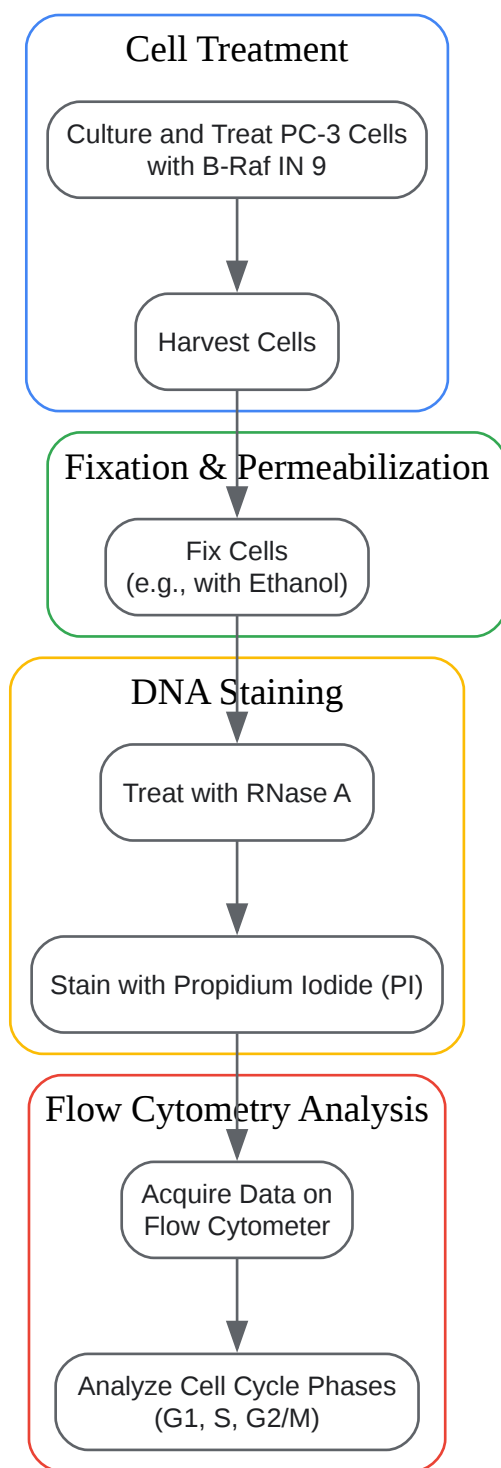 Cell Treatment
Culture and Treat PC-3 Cells
with B-Raf IN 9
Harvest Cells
Fixation & Permeabilization
Fix Cells
(e.g., with Ethanol)
DNA Staining
Treat with RNase A
Stain with Propidium Iodide (PI)
Flow Cytometry Analysis
Acquire Data on
Flow Cytometer
Analyze Cell Cycle Phases
(G1, S, G2/M)